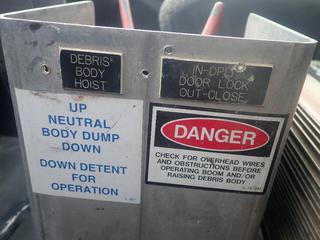 DEBRIS
BODY
HOIST
IN-OPEN
DOOR LOCK
OUT-CLOSE
UP
NEUTRAL
BODY DUMP
DOWN
DOWN DETENT
FOR
OPERATION
DANGER
CHECK FOR OVERHEAD WIRES
AND OBSTRUCTIONS BEFORE
OPERATING BOOM AND/OR
RAISING DEBRIS BODY